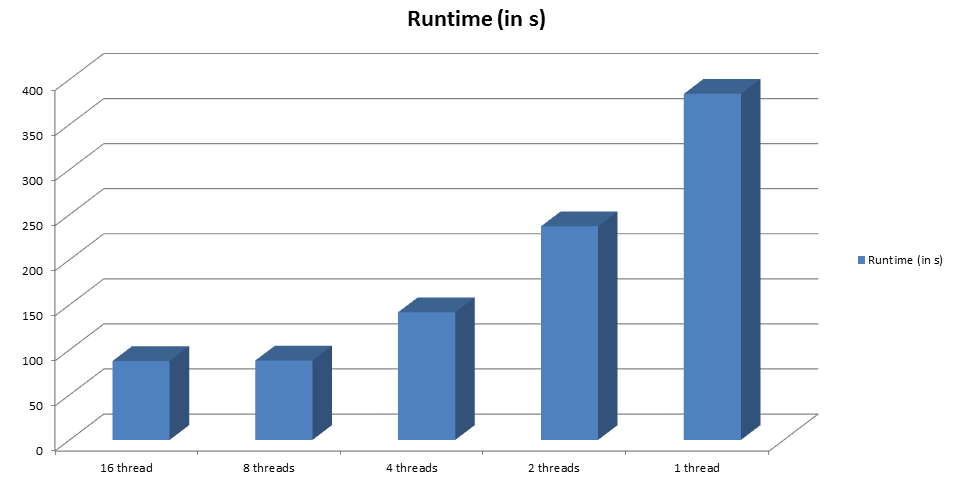 Runtime (in s)
400
350
300
250
200
150
100
50
0
16 thread
8 threads
4 threads
2 threads
1 thread
Runtime (in s)